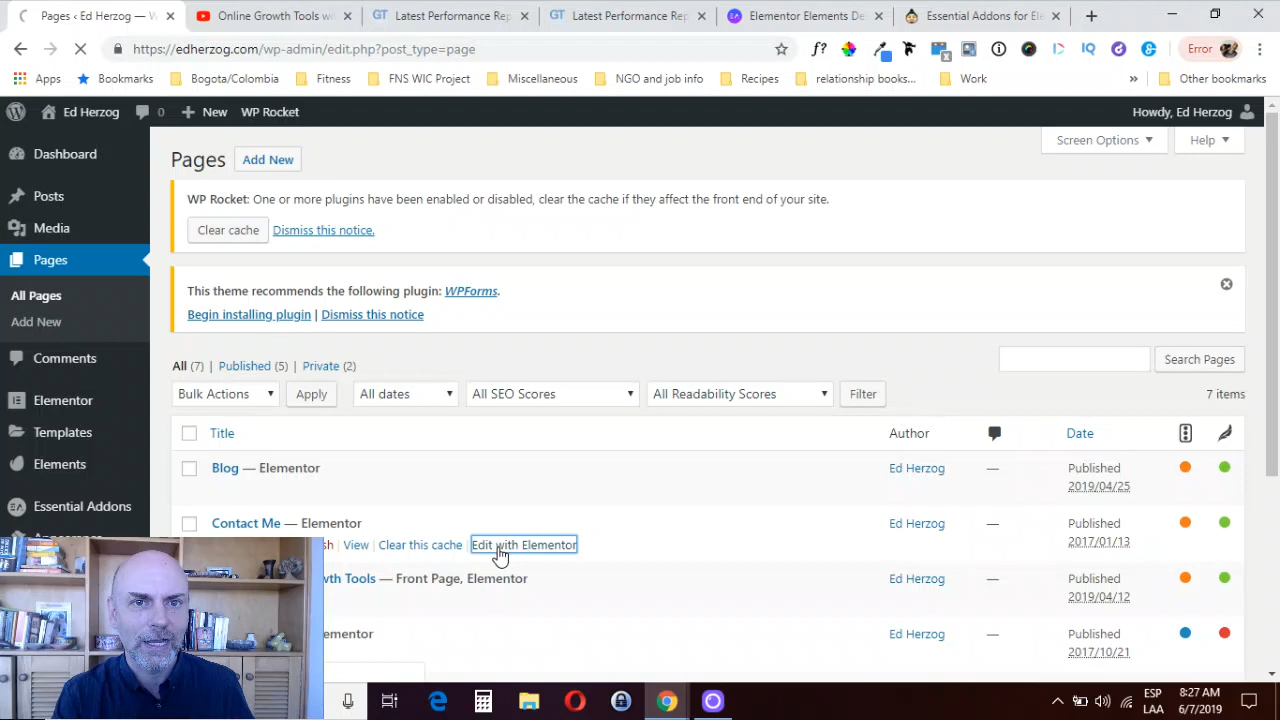 Pages ‹ Ed Herzog — W
Online Growth Tools wi
GT Latest Performance Rep
GT Latest Performance Rep
EA Elementor Elements De
Essential Addons for El
https://edherzog.com/wp-admin/edit.php?post_type=page
f?
IQ
Error
Apps
Bookmarks
Bogota/Colombia
Fitness
FNS WIC Project
Miscellaneous
NGO and job info
Recipes
relationship books...
Work
»
Other bookmarks
Ed Herzog
0
New
WP Rocket
Howdy, Ed Herzog
Dashboard
Posts
Media
Pages
All Pages
Add New
Comments
Elementor
Templates
Elements
Essential Addons
Screen Options
Help
Pages
Add New
WP Rocket: One or more plugins have been enabled or disabled, clear the cache if they affect the front end of your site.
Clear cache
Dismiss this notice.
This theme recommends the following plugin: WPForms.
Begin installing plugin | Dismiss this notice
All (7) | Published (5) | Private (2)
Search Pages
Bulk Actions
Apply
All dates
All SEO Scores
All Readability Scores
Filter
7 items
Title
Author
Date
Blog — Elementor
Ed Herzog
—
Published
2019/04/25
Contact Me — Elementor
Ed Herzog
—
Published
2017/01/13
sh | View | Clear this cache | Edit with Elementor
wth Tools — Front Page, Elementor
Ed Herzog
—
Published
2019/04/12
ementor
Ed Herzog
—
Published
2017/10/21
ESP
LAA
8:27 AM
6/7/2019